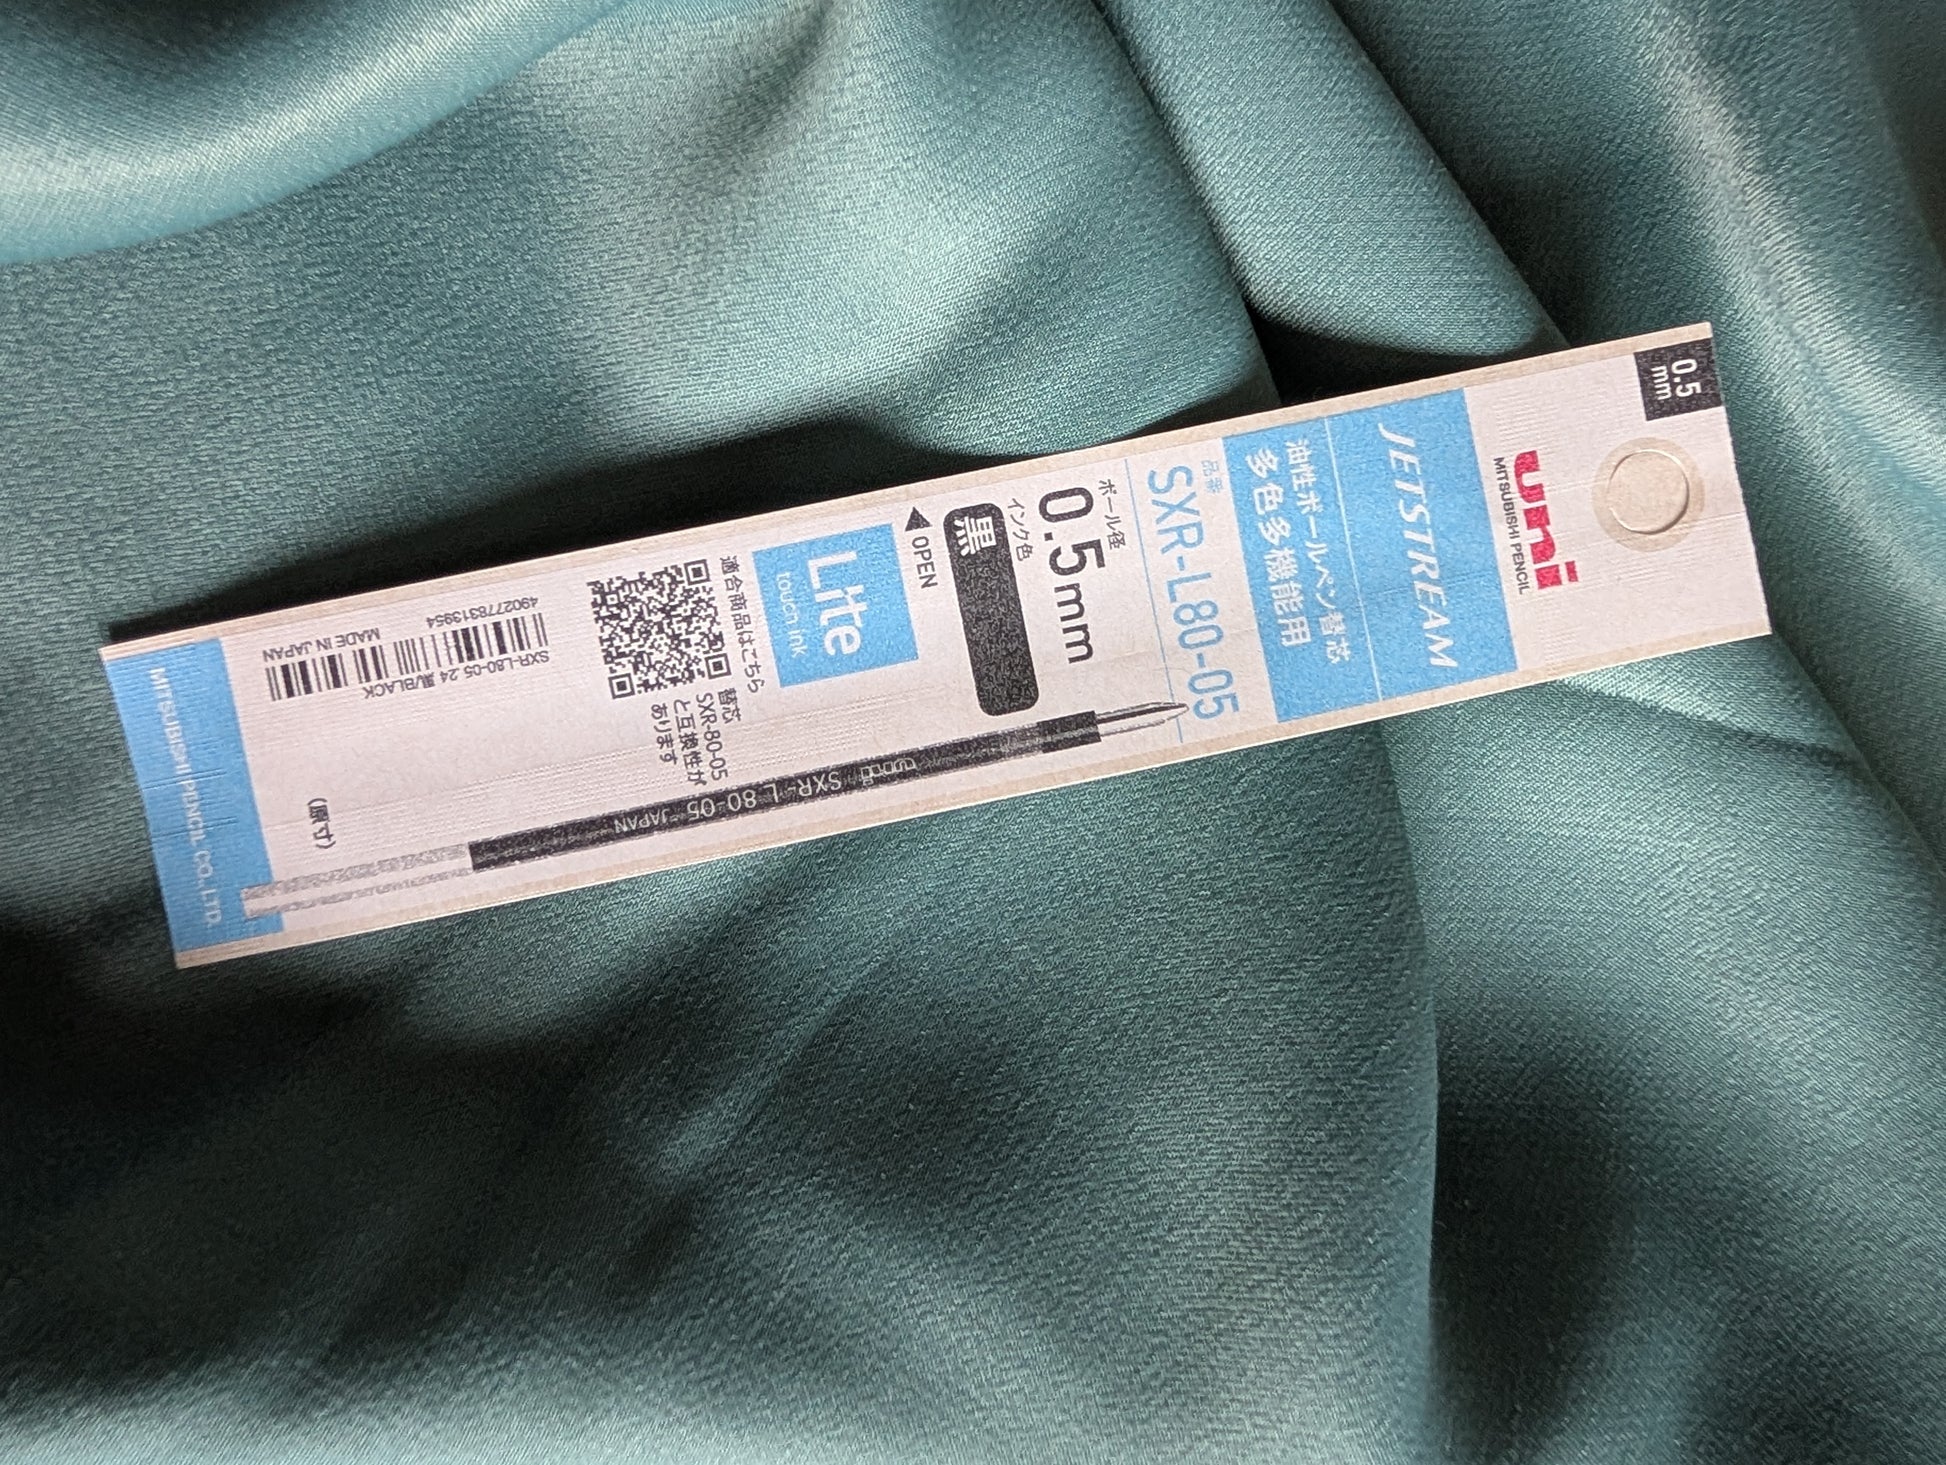 0.5
mm
uni
MITSUBISHI PENCIL
JETSTREAM
油性ボールペン替芯
多色多機能用
品番
SXR-L80-05
ボール径
0.5mm
インク色
黒
OPEN
Lite
touch ink
適合商品はこちら
替芯
SXR-80-05
と互換性が
あります
uni SXR-L 80-05 JAPAN
SXR-L80-05.24 黒/BLACK
4902778313954
MADE IN JAPAN
(原寸)
MITSUBISHI PENCIL CO.,LTD.